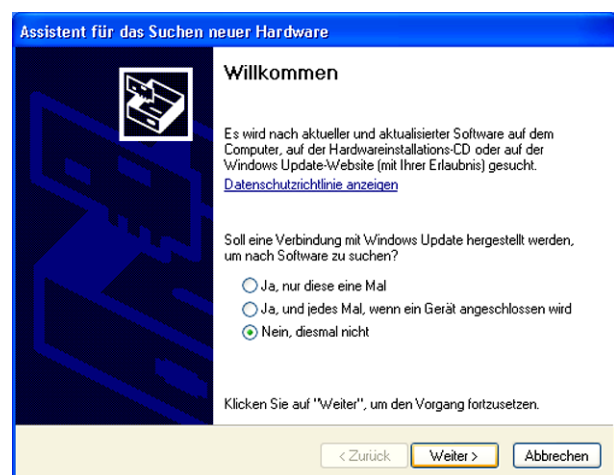 Assistent für das Suchen neuer Hardware
Willkommen
Es wird nach aktueller und aktualisierter Software auf dem
Computer, auf der Hardwareinstallations-CD oder auf der
Windows Update-Website (mit Ihrer Erlaubnis) gesucht.
Datenschutzrichtlinie anzeigen
Soll eine Verbindung mit Windows Update hergestellt werden,
um nach Software zu suchen?
Ja, nur diese eine Mal
Ja, und jedes Mal, wenn ein Gerät angeschlossen wird
Nein, diesmal nicht
Klicken Sie auf "Weiter", um den Vorgang fortzusetzen.
< Zurück Weiter > Abbrechen